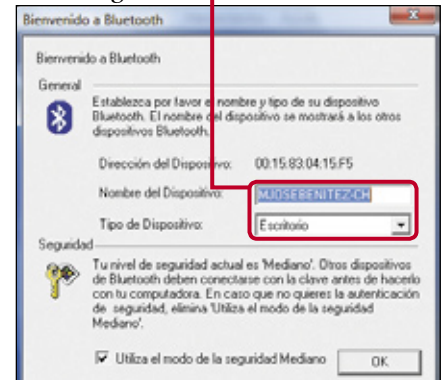 Bienvenido a Bluetooth
Bienvenido a Bluetooth
General
Establezca por favor el nombre y tipo de su dispositivo
Bluetooth. El nombre del dispositivo se mostrará a los otros
dispositivos Bluetooth.
Dirección del Dispositivo: 00:15:83:04:15:F5
Nombre del Dispositivo: MJOSEBENITEZ-CH
Tipo de Dispositivo: Escritorio
Seguridad
Tu nivel de seguridad actual es 'Mediano'. Otros dispositivos
de Bluetooth deben conectarse con la clave antes de hacerlo
con tu computadora. En caso que no quieres la autenticación
de seguridad, elimina 'Utiliza el modo de la seguridad
Mediano'.
Utiliza el modo de la seguridad Mediano OK